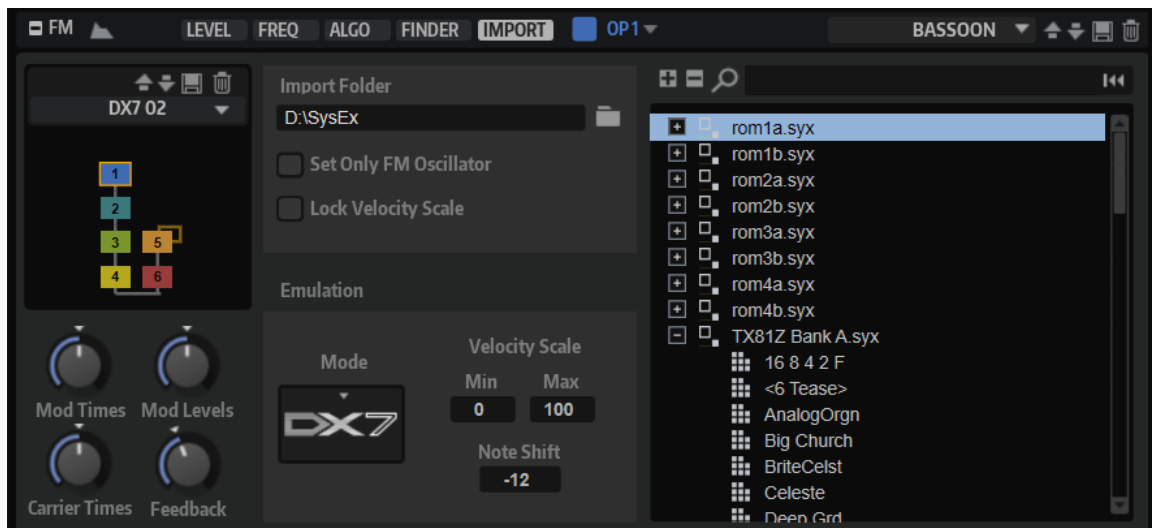 FM LEVEL FREQ ALGO FINDER IMPORT OP1 BASSOON
DX7 02
1
2
3 5
4 6
Mod Times Mod Levels
Carrier Times Feedback
Import Folder
D:\SysEx
Set Only FM Oscillator
Lock Velocity Scale
Emulation
Mode
DX7
Velocity Scale
Min Max
0 100
Note Shift
-12
rom1a.syx
rom1b.syx
rom2a.syx
rom2b.syx
rom3a.syx
rom3b.syx
rom4a.syx
rom4b.syx
TX81Z Bank A.syx
16 8 4 2 F
<6 Tease>
AnalogOrgn
Big Church
BriteCelst
Celeste
Deep Grd